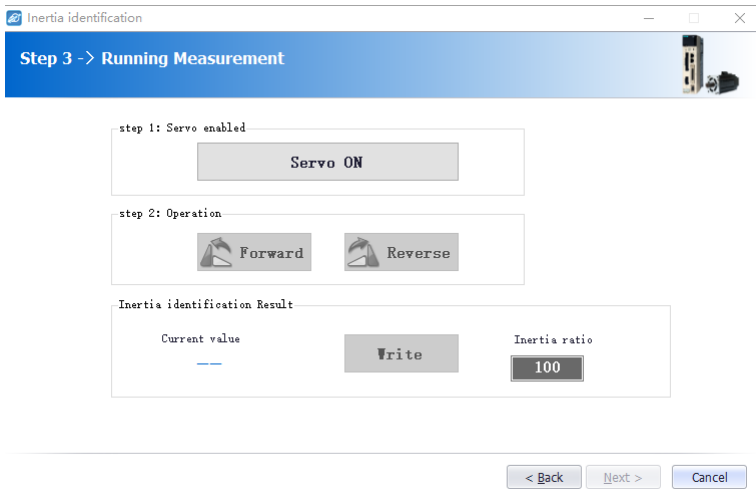 Inertia identification
Step 3 -> Running Measurement
step 1: Servo enabled
Servo ON
step 2: Operation
Forward
Reverse
Inertia identification Result
Current value
Inertia ratio
——
Write
100
< Back
Next >
Cancel